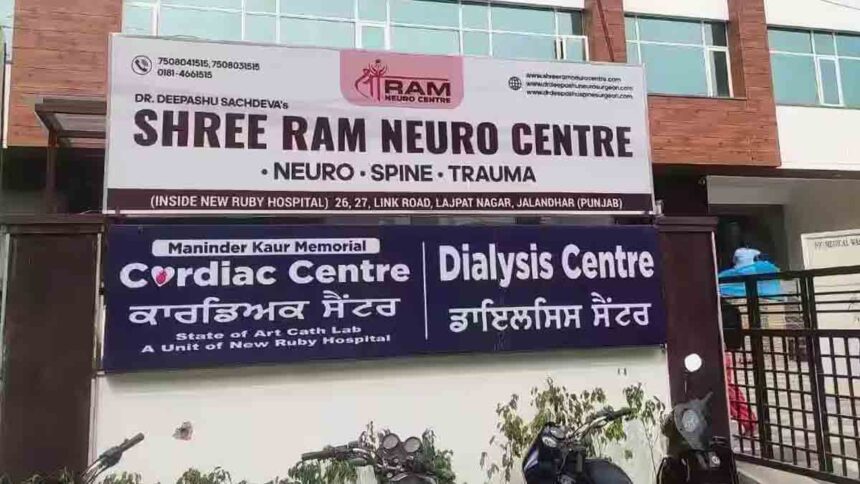 7508041515, 7508031515
0181-4661515
श्री RAM
NEURO CENTRE
www.shreeramneurocentre.com
www.drdeepashuneurosurgeon.com
www.drdeepashuspinesurgeon.com
DR. DEEPASHU SACHDEVA's
SHREE RAM NEURO CENTRE
• NEURO • SPINE • TRAUMA
(INSIDE NEW RUBY HOSPITAL) 26, 27, LINK ROAD, LAJPAT NAGAR, JALANDHAR (PUNJAB)
Maninder Kaur Memorial
Cardiac Centre
ਕਾਰਡਿਅਕ ਸੈਂਟਰ
State of Art Cath Lab
A Unit of New Ruby Hospital
Dialysis Centre
ਡਾਇਲਸਿਸ ਸੈਂਟਰ